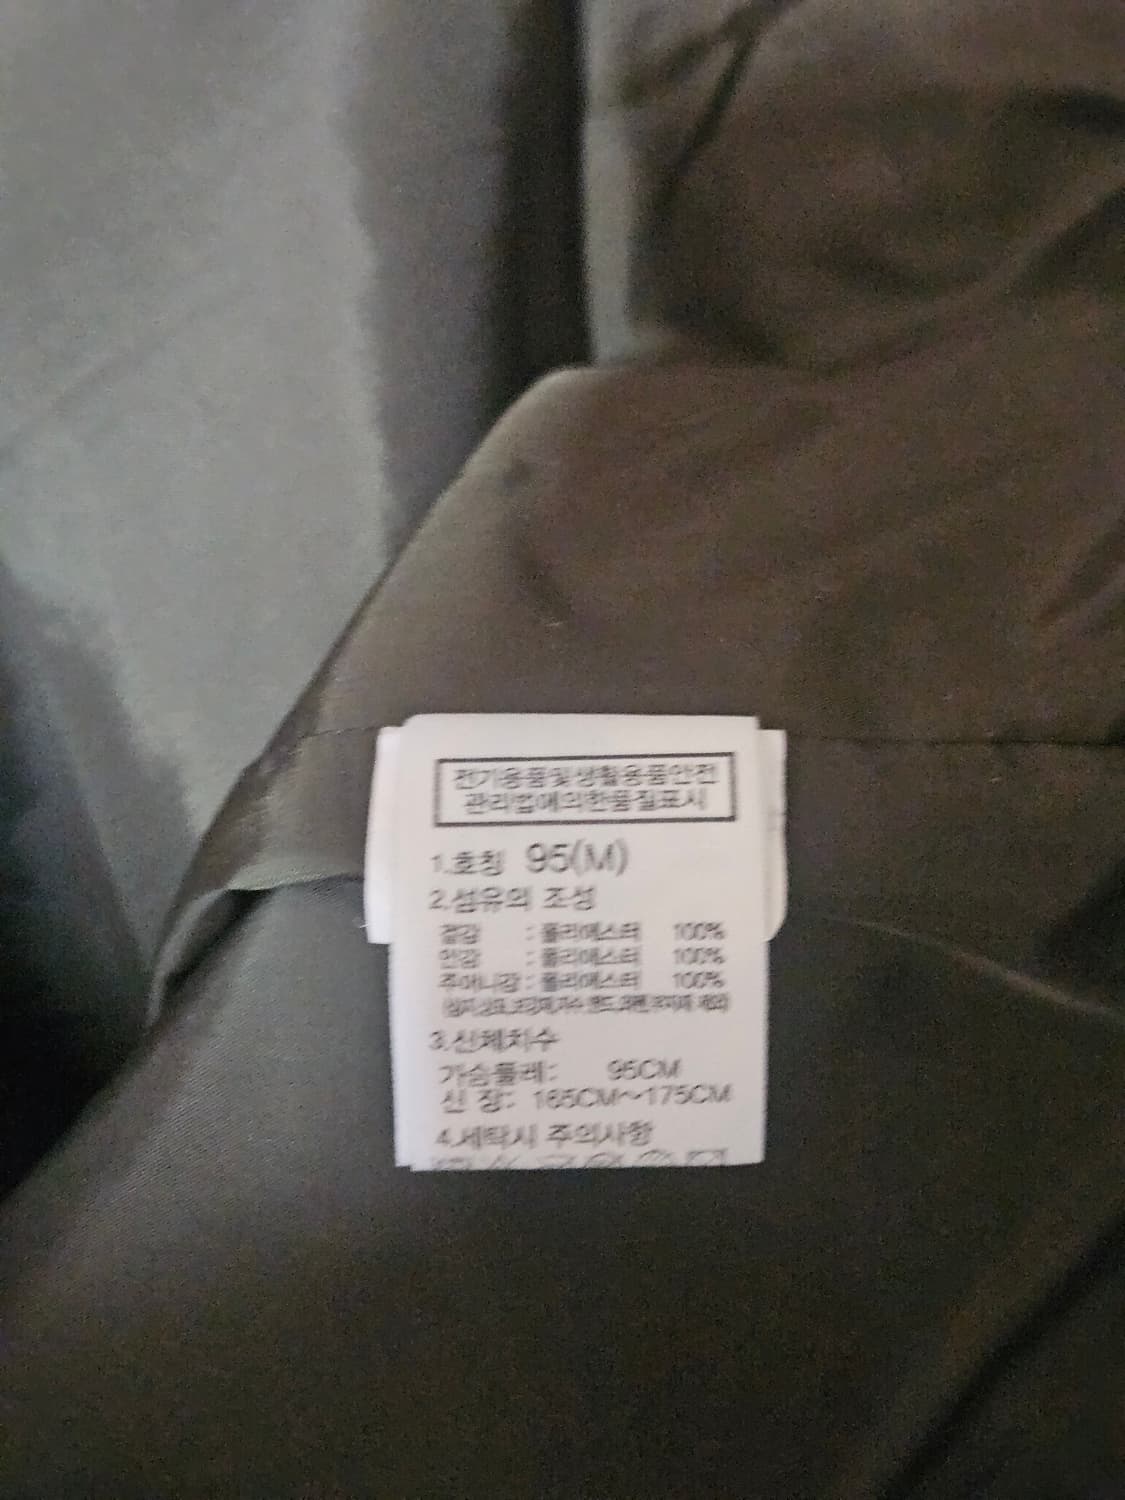 전기용품및생활용품안전
관리법에의한품질표시
1.호칭 95(M)
2.섬유의 조성
겉감 : 폴리에스터 100%
안감 : 폴리에스터 100%
주머니감 : 폴리에스터 100%
3.신체치수
가슴둘레: 95CM
신 장: 165CM~175CM
4.세탁시 주의사항